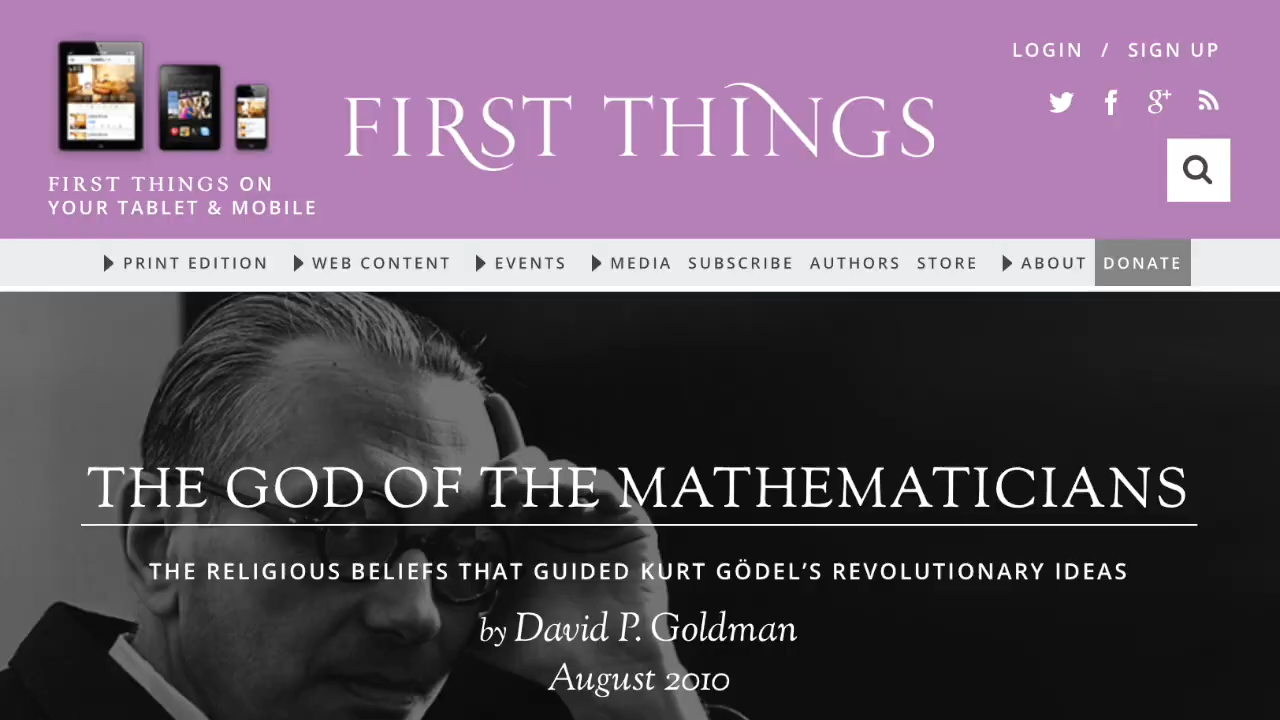 LOGIN / SIGN UP
FIRST THINGS
g+
FIRST THINGS ON
YOUR TABLET & MOBILE
PRINT EDITION WEB CONTENT EVENTS MEDIA SUBSCRIBE AUTHORS STORE ABOUT DONATE
THE GOD OF THE MATHEMATICIANS
THE RELIGIOUS BELIEFS THAT GUIDED KURT GÖDEL’S REVOLUTIONARY IDEAS
by David P. Goldman
August 2010